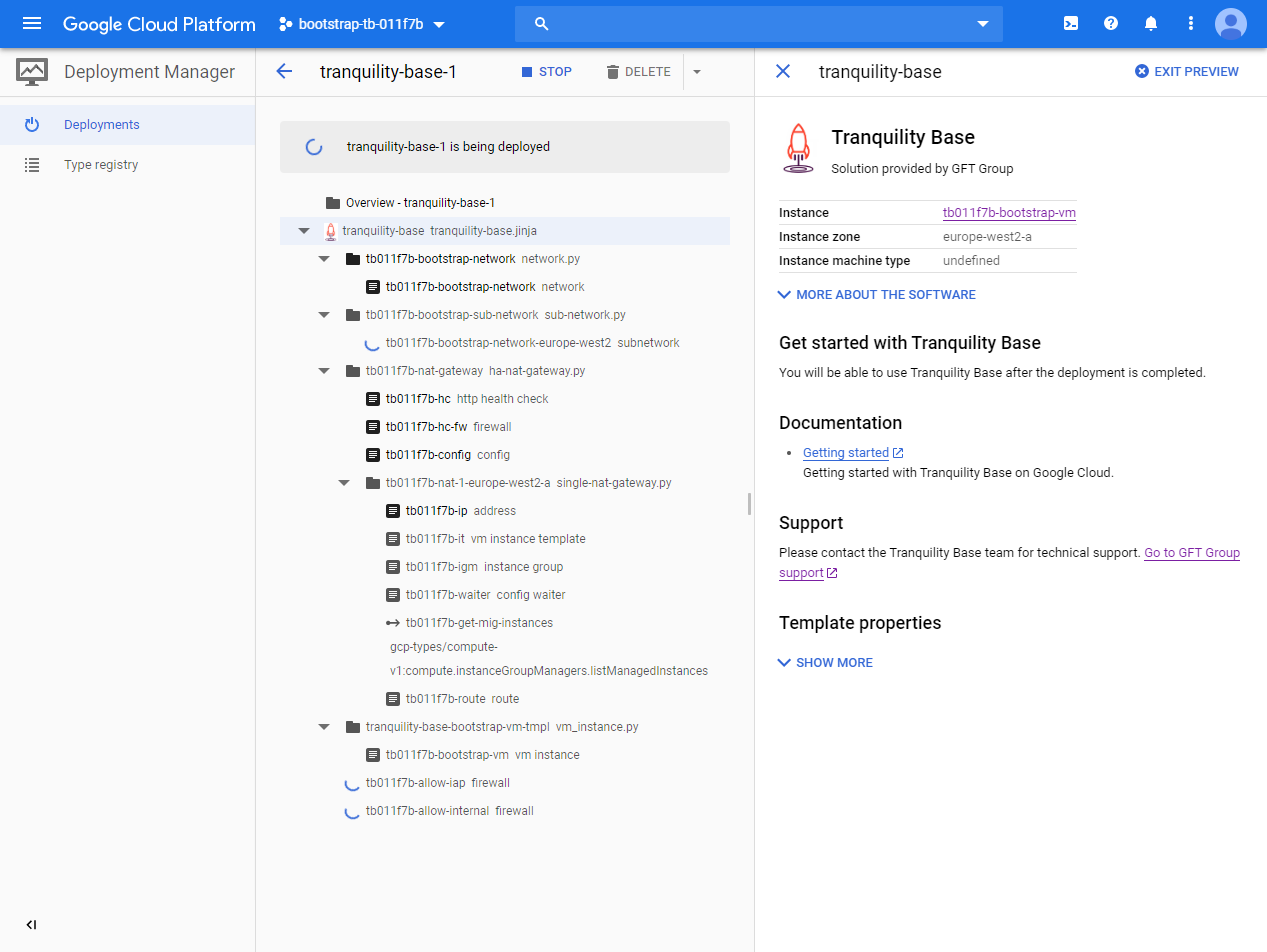 Google Cloud Platform
bootstrap-tb-011f7b
Deployment Manager
tranquility-base-1
STOP
DELETE
tranquility-base
EXIT PREVIEW
Deployments
Type registry
tranquility-base-1 is being deployed
Overview - tranquility-base-1
tranquility-base tranquility-base.jinja
tb011f7b-bootstrap-network network.py
tb011f7b-bootstrap-network network
tb011f7b-bootstrap-sub-network sub-network.py
tb011f7b-bootstrap-network-europe-west2 subnetwork
tb011f7b-nat-gateway ha-nat-gateway.py
tb011f7b-hc http health check
tb011f7b-hc-fw firewall
tb011f7b-config config
tb011f7b-nat-1-europe-west2-a single-nat-gateway.py
tb011f7b-ip address
tb011f7b-it vm instance template
tb011f7b-igm instance group
tb011f7b-waiter config waiter
tb011f7b-get-mig-instances
gcp-types/compute-
v1:compute.instanceGroupManagers.listManagedInstances
tb011f7b-route route
tranquility-base-bootstrap-vm-tmpl vm_instance.py
tb011f7b-bootstrap-vm vm instance
tb011f7b-allow-iap firewall
tb011f7b-allow-internal firewall
Tranquility Base
Solution provided by GFT Group
Instance tb011f7b-bootstrap-vm
Instance zone europe-west2-a
Instance machine type undefined
MORE ABOUT THE SOFTWARE
Get started with Tranquility Base
You will be able to use Tranquility Base after the deployment is completed.
Documentation
• Getting started
Getting started with Tranquility Base on Google Cloud.
Support
Please contact the Tranquility Base team for technical support. Go to GFT Group
support
Template properties
SHOW MORE